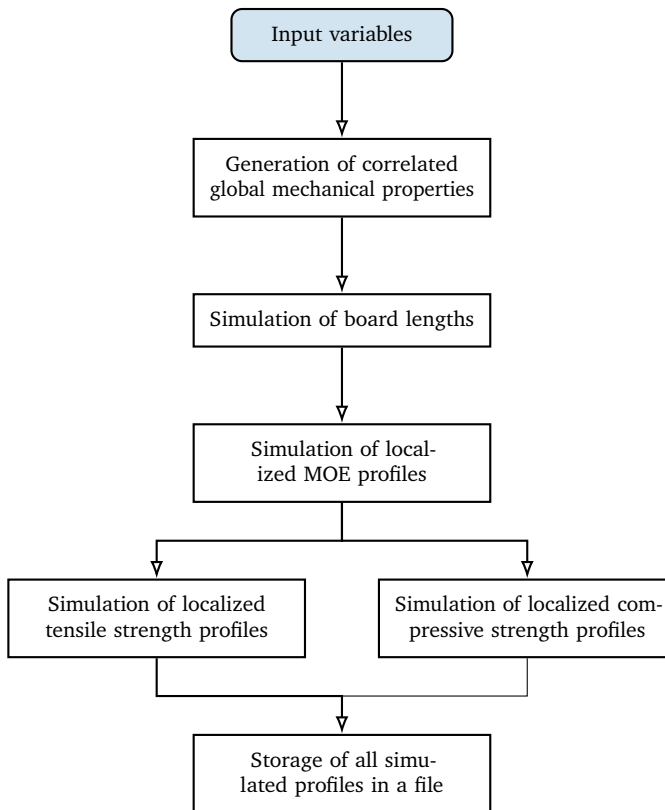 Input variables
Generation of correlated
global mechanical properties
Simulation of board lengths
Simulation of local-
ized MOE profiles
Simulation of localized
tensile strength profiles
Simulation of localized com-
pressive strength profiles
Storage of all simu-
lated profiles in a file